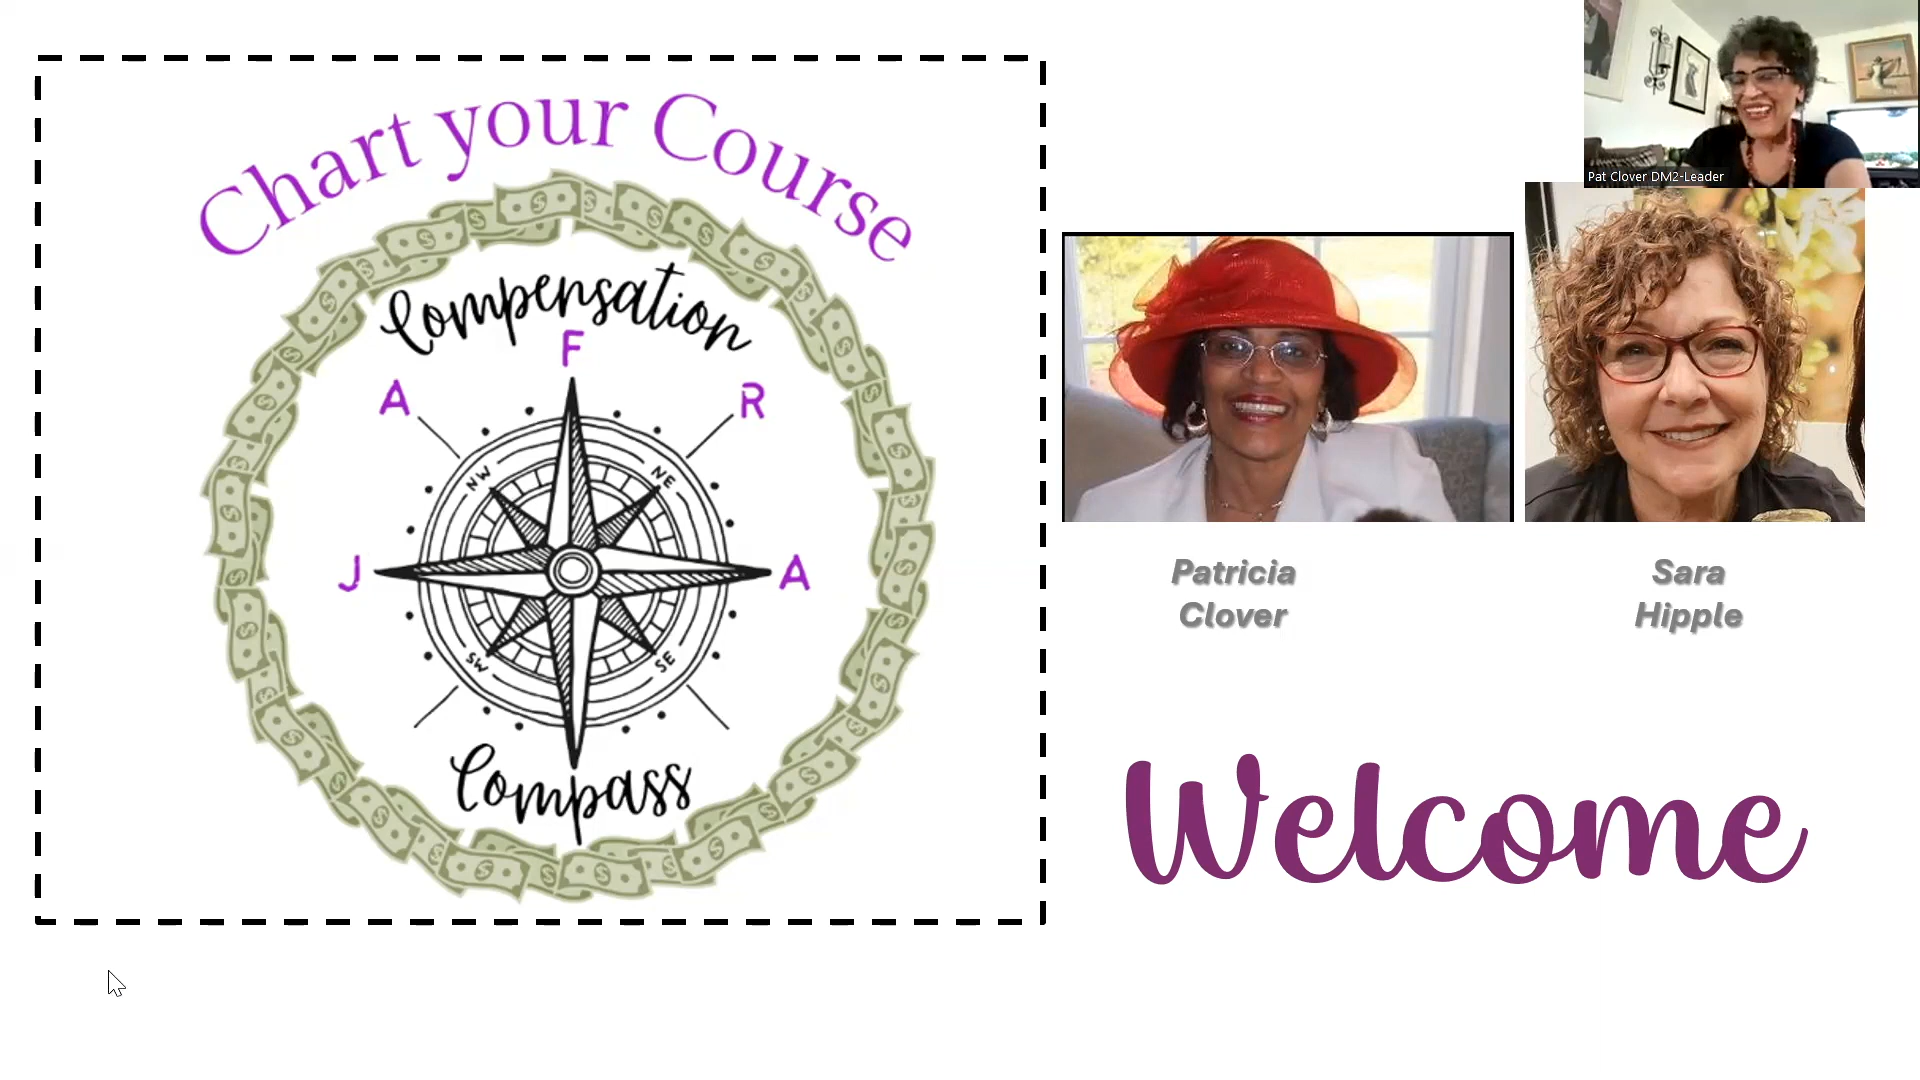 Chart your Course
Compensation
F
A
R
NW
NE
J
A
SW
SE
Compass
Pat Clover DM2-Leader
Patricia
Clover
Sara
Hipple
Welcome